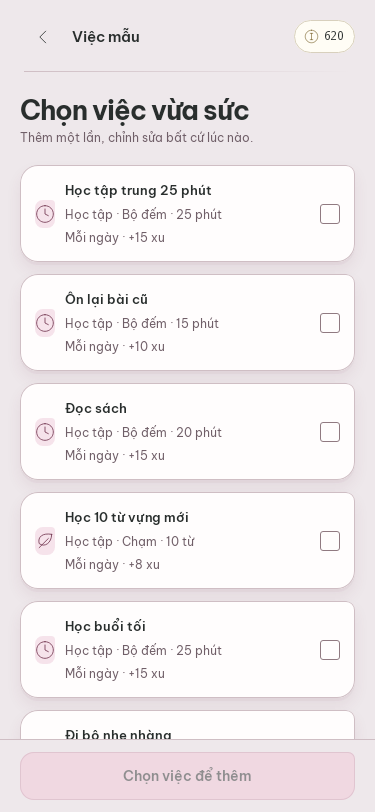 Việc mẫu
620
Chọn việc vừa sức
Thêm một lần, chỉnh sửa bất cứ lúc nào.
Học tập trung 25 phút
Học tập · Bộ đếm · 25 phút
Mỗi ngày · +15 xu
Ôn lại bài cũ
Học tập · Bộ đếm · 15 phút
Mỗi ngày · +10 xu
Đọc sách
Học tập · Bộ đếm · 20 phút
Mỗi ngày · +15 xu
Học 10 từ vựng mới
Học tập · Chạm · 10 từ
Mỗi ngày · +8 xu
Học buổi tối
Học tập · Bộ đếm · 25 phút
Mỗi ngày · +15 xu
Đi bộ nhẹ nhàng
Chọn việc để thêm